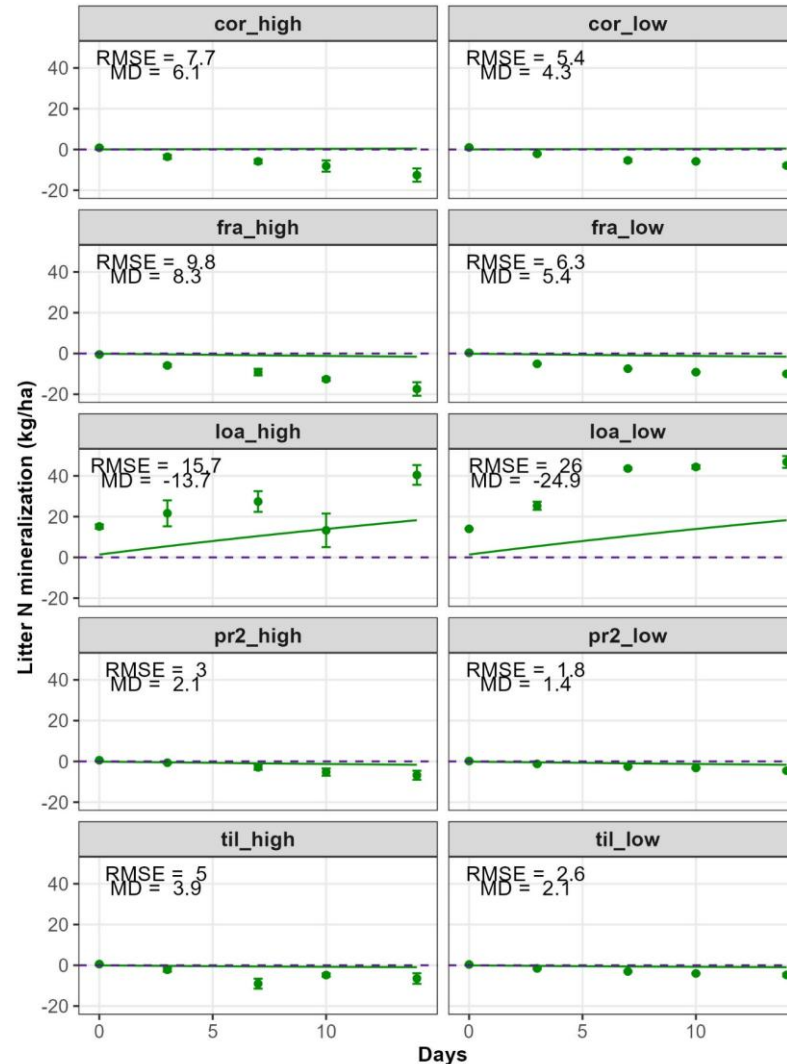 cor_high
cor_low
RMSE = 7.7
MD = 6.1
RMSE = 5.4
MD = 4.3
40
20
0
-20
fra_high
fra_low
RMSE = 9.8
MD = 8.3
RMSE = 6.3
MD = 5.4
40
20
0
-20
loa_high
loa_low
RMSE = 15.7
MD = -13.7
RMSE = 26
MD = -24.9
40
20
0
-20
pr2_high
pr2_low
RMSE = 3
MD = 2.1
RMSE = 1.8
MD = 1.4
40
20
0
-20
til_high
til_low
RMSE = 5
MD = 3.9
RMSE = 2.6
MD = 2.1
40
20
0
-20
0 5 10 0 5 10
Days
Litter N mineralization (kg/ha)